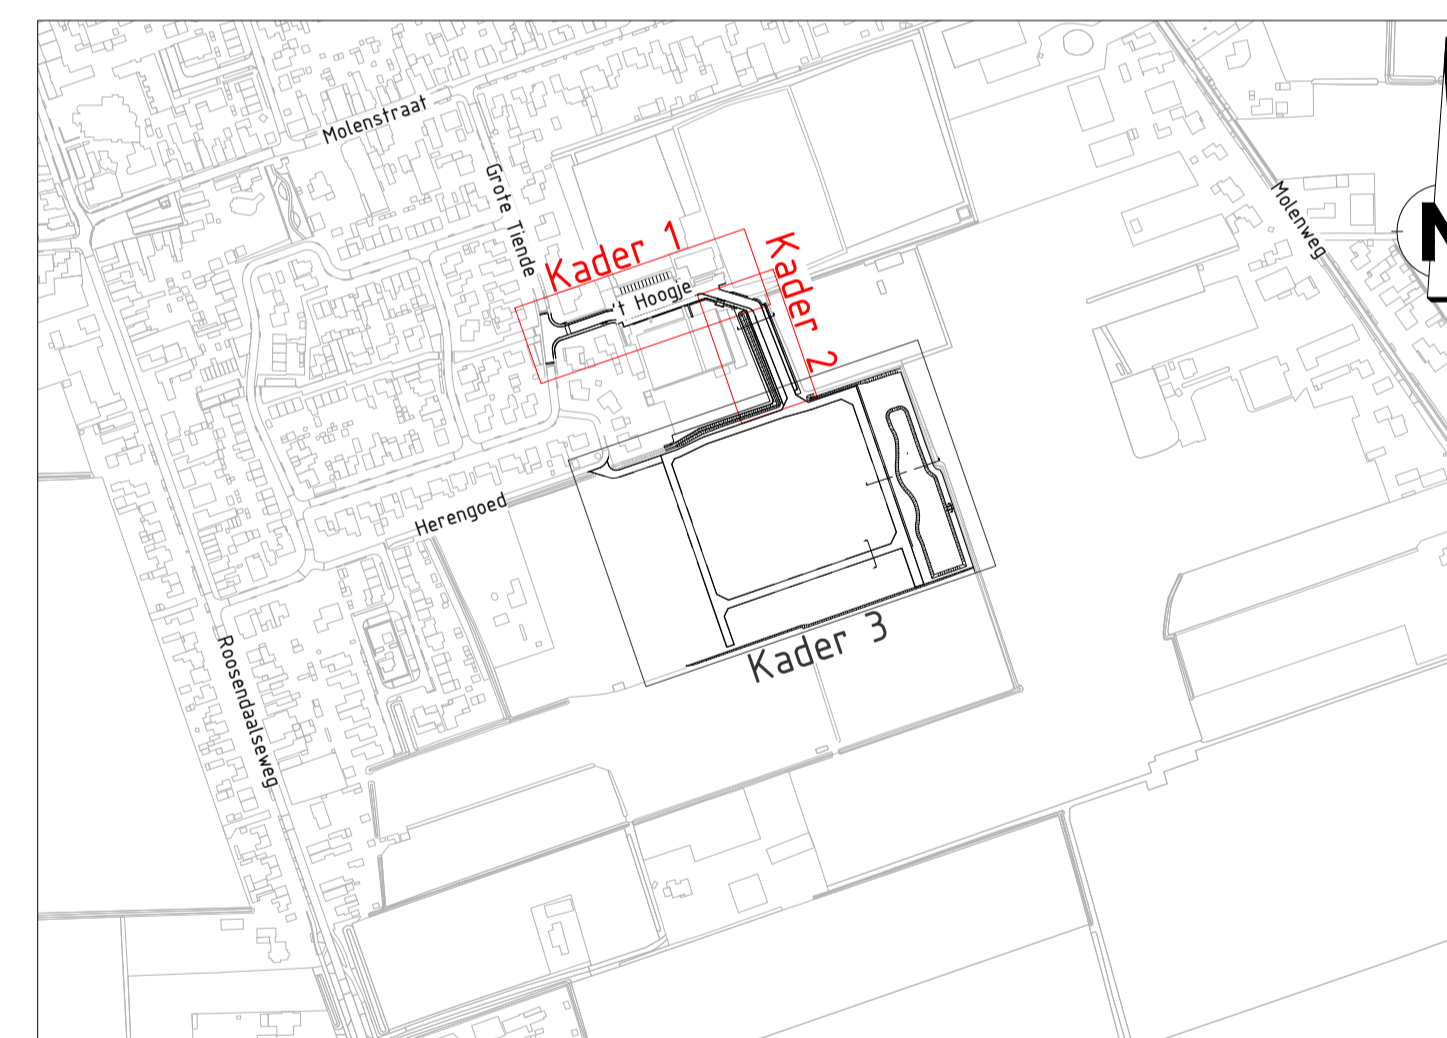 Molenstraat
Grote Tiende
Molenweg
N
Kader 1
Kader 2
't Hoogje
Herengoed
Kader 3
Roosendaalseweg